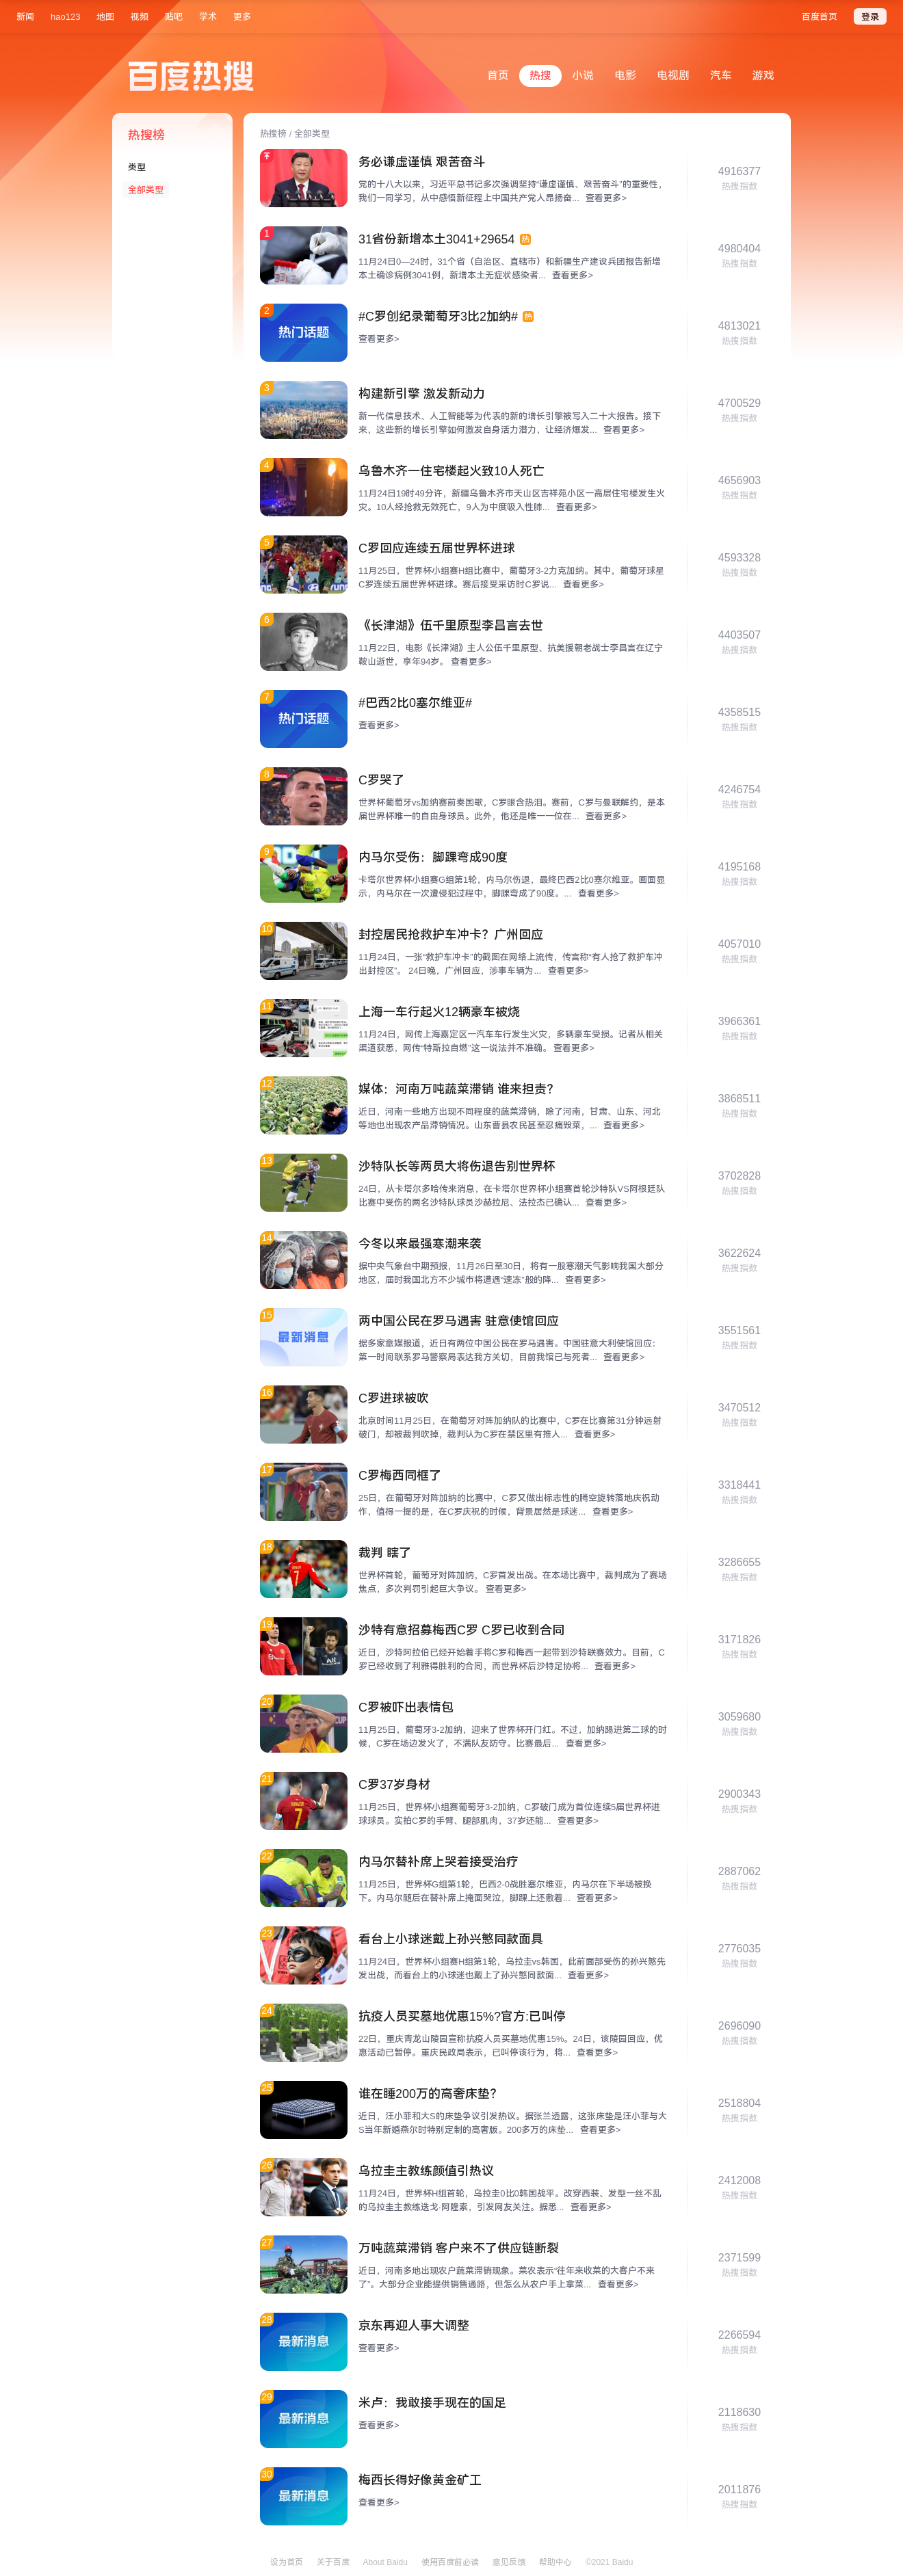 新闻 hao123 地图 视频 贴吧 学术 更多 百度首页 登录
百度热搜
首页 热搜 小说 电影 电视剧 汽车 游戏
热搜榜
类型
全部类型
热搜榜 / 全部类型
务必谦虚谨慎 艰苦奋斗
党的十八大以来，习近平总书记多次强调坚持“谦虚谨慎、艰苦奋斗”的重要性，
我们一同学习，从中感悟新征程上中国共产党人昂扬奋... 查看更多>
4916377
热搜指数
1
31省份新增本土3041+29654 热
11月24日0—24时，31个省（自治区、直辖市）和新疆生产建设兵团报告新增
本土确诊病例3041例，新增本土无症状感染者... 查看更多>
4980404
热搜指数
2
热门话题
#C罗创纪录葡萄牙3比2加纳# 热
查看更多>
4813021
热搜指数
3
构建新引擎 激发新动力
新一代信息技术、人工智能等为代表的新的增长引擎被写入二十大报告。接下
来，这些新的增长引擎如何激发自身活力潜力，让经济爆发... 查看更多>
4700529
热搜指数
4
乌鲁木齐一住宅楼起火致10人死亡
11月24日19时49分许，新疆乌鲁木齐市天山区吉祥苑小区一高层住宅楼发生火
灾。10人经抢救无效死亡，9人为中度吸入性肺... 查看更多>
4656903
热搜指数
5
C罗回应连续五届世界杯进球
11月25日，世界杯小组赛H组比赛中，葡萄牙3-2力克加纳。其中，葡萄牙球星
C罗连续五届世界杯进球。赛后接受采访时C罗说... 查看更多>
4593328
热搜指数
6
《长津湖》伍千里原型李昌言去世
11月22日，电影《长津湖》主人公伍千里原型、抗美援朝老战士李昌言在辽宁
鞍山逝世，享年94岁。 查看更多>
4403507
热搜指数
7
热门话题
#巴西2比0塞尔维亚#
查看更多>
4358515
热搜指数
8
C罗哭了
世界杯葡萄牙vs加纳赛前奏国歌，C罗眼含热泪。赛前，C罗与曼联解约，是本
届世界杯唯一的自由身球员。此外，他还是唯一一位在... 查看更多>
4246754
热搜指数
9
内马尔受伤：脚踝弯成90度
卡塔尔世界杯小组赛G组第1轮，内马尔伤退，最终巴西2比0塞尔维亚。画面显
示，内马尔在一次遭侵犯过程中，脚踝弯成了90度。... 查看更多>
4195168
热搜指数
10
封控居民抢救护车冲卡？广州回应
11月24日，一张“救护车冲卡”的截图在网络上流传，传言称“有人抢了救护车冲
出封控区”。 24日晚，广州回应，涉事车辆为... 查看更多>
4057010
热搜指数
11
上海一车行起火12辆豪车被烧
11月24日，网传上海嘉定区一汽车车行发生火灾，多辆豪车受损。记者从相关
渠道获悉，网传“特斯拉自燃”这一说法并不准确。 查看更多>
3966361
热搜指数
12
媒体：河南万吨蔬菜滞销 谁来担责？
近日，河南一些地方出现不同程度的蔬菜滞销，除了河南，甘肃、山东、河北
等地也出现农产品滞销情况。山东曹县农民甚至忍痛毁菜，... 查看更多>
3868511
热搜指数
13
沙特队长等两员大将伤退告别世界杯
24日，从卡塔尔多哈传来消息，在卡塔尔世界杯小组赛首轮沙特队VS阿根廷队
比赛中受伤的两名沙特队球员沙赫拉尼、法拉杰已确认... 查看更多>
3702828
热搜指数
14
今冬以来最强寒潮来袭
据中央气象台中期预报，11月26日至30日，将有一股寒潮天气影响我国大部分
地区，届时我国北方不少城市将遭遇“速冻”般的降... 查看更多>
3622624
热搜指数
15
最新消息
两中国公民在罗马遇害 驻意使馆回应
据多家意媒报道，近日有两位中国公民在罗马遇害。中国驻意大利使馆回应：
第一时间联系罗马警察局表达我方关切，目前我馆已与死者... 查看更多>
3551561
热搜指数
16
C罗进球被吹
北京时间11月25日，在葡萄牙对阵加纳队的比赛中，C罗在比赛第31分钟远射
破门，却被裁判吹掉，裁判认为C罗在禁区里有推人... 查看更多>
3470512
热搜指数
17
C罗梅西同框了
25日，在葡萄牙对阵加纳的比赛中，C罗又做出标志性的腾空旋转落地庆祝动
作，值得一提的是，在C罗庆祝的时候，背景居然是球迷... 查看更多>
3318441
热搜指数
18
裁判 瞎了
世界杯首轮，葡萄牙对阵加纳，C罗首发出战。在本场比赛中，裁判成为了赛场
焦点，多次判罚引起巨大争议。 查看更多>
3286655
热搜指数
19
沙特有意招募梅西C罗 C罗已收到合同
近日，沙特阿拉伯已经开始着手将C罗和梅西一起带到沙特联赛效力。目前，C
罗已经收到了利雅得胜利的合同，而世界杯后沙特足协将... 查看更多>
3171826
热搜指数
20
C罗被吓出表情包
11月25日，葡萄牙3-2加纳，迎来了世界杯开门红。不过，加纳踢进第二球的时
候，C罗在场边发火了，不满队友防守。比赛最后... 查看更多>
3059680
热搜指数
21
C罗37岁身材
11月25日，世界杯小组赛葡萄牙3-2加纳，C罗破门成为首位连续5届世界杯进
球球员。实拍C罗的手臂、腿部肌肉，37岁还能... 查看更多>
2900343
热搜指数
22
内马尔替补席上哭着接受治疗
11月25日，世界杯G组第1轮，巴西2-0战胜塞尔维亚，内马尔在下半场被换
下。内马尔随后在替补席上掩面哭泣，脚踝上还敷着... 查看更多>
2887062
热搜指数
23
看台上小球迷戴上孙兴慜同款面具
11月24日，世界杯小组赛H组第1轮，乌拉圭vs韩国，此前面部受伤的孙兴慜先
发出战，而看台上的小球迷也戴上了孙兴慜同款面... 查看更多>
2776035
热搜指数
24
抗疫人员买墓地优惠15%?官方:已叫停
22日，重庆青龙山陵园宣称抗疫人员买墓地优惠15%。24日，该陵园回应，优
惠活动已暂停。重庆民政局表示，已叫停该行为，将... 查看更多>
2696090
热搜指数
25
谁在睡200万的高奢床垫？
近日，汪小菲和大S的床垫争议引发热议。据张兰透露，这张床垫是汪小菲与大
S当年新婚燕尔时特别定制的高奢版。200多万的床垫... 查看更多>
2518804
热搜指数
26
乌拉圭主教练颜值引热议
11月24日，世界杯H组首轮，乌拉圭0比0韩国战平。改穿西装、发型一丝不乱
的乌拉圭主教练迭戈·阿隆索，引发网友关注。据悉... 查看更多>
2412008
热搜指数
27
万吨蔬菜滞销 客户来不了供应链断裂
近日，河南多地出现农户蔬菜滞销现象。菜农表示“往年来收菜的大客户不来
了”。大部分企业能提供销售通路，但怎么从农户手上拿菜... 查看更多>
2371599
热搜指数
28
最新消息
京东再迎人事大调整
查看更多>
2266594
热搜指数
29
最新消息
米卢：我敢接手现在的国足
查看更多>
2118630
热搜指数
30
最新消息
梅西长得好像黄金矿工
查看更多>
2011876
热搜指数
设为首页 关于百度 About Baidu 使用百度前必读 意见反馈 帮助中心 ©2021 Baidu